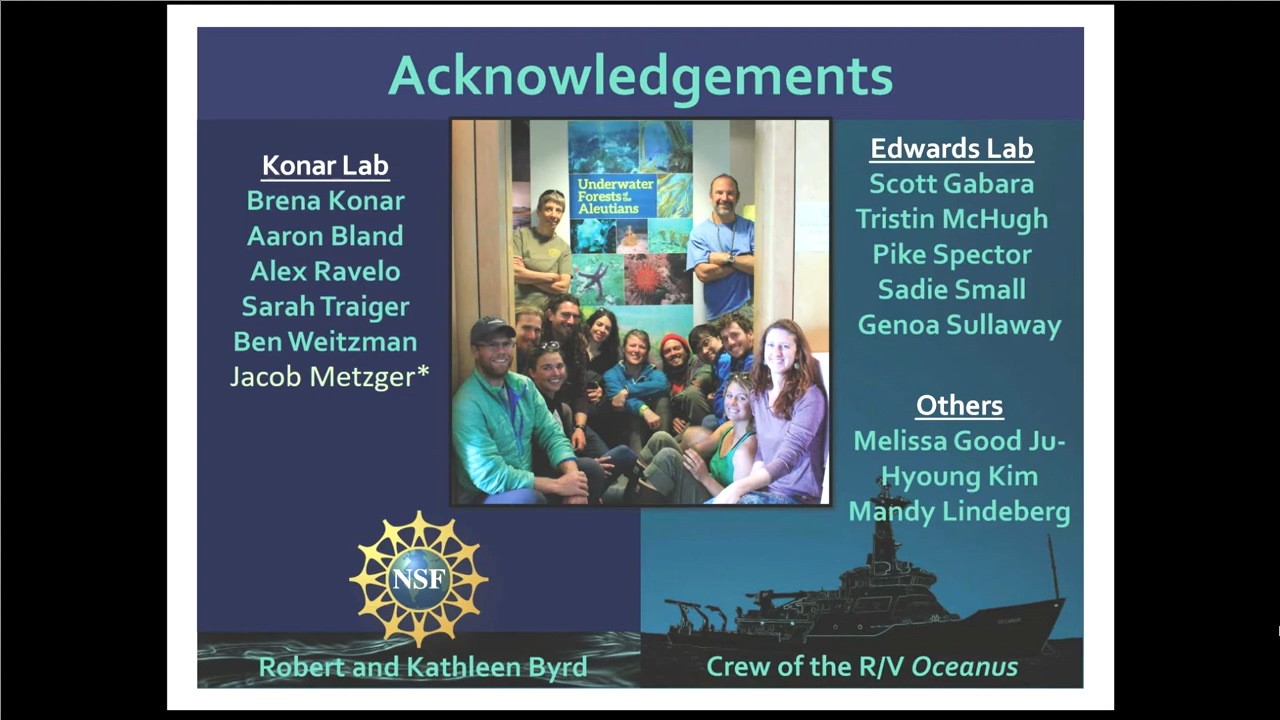 Acknowledgements
Konar Lab
Brena Konar
Aaron Bland
Alex Ravelo
Sarah Traiger
Ben Weitzman
Jacob Metzger*
Underwater
Forests of the
Aleutians
Edwards Lab
Scott Gabara
Tristin McHugh
Pike Spector
Sadie Small
Genoa Sullaway
Others
Melissa Good Ju-
Hyoung Kim
Mandy Lindeberg
NSF
Robert and Kathleen Byrd
Crew of the R/V Oceanus